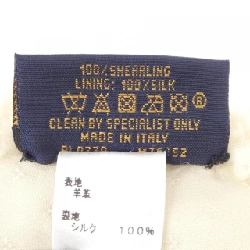 100% SHEARLING
LINING: 100% SILK
CLEAN BY SPECIALIST ONLY
MADE IN ITALY
表地
羊革
裏地
シルク 100%